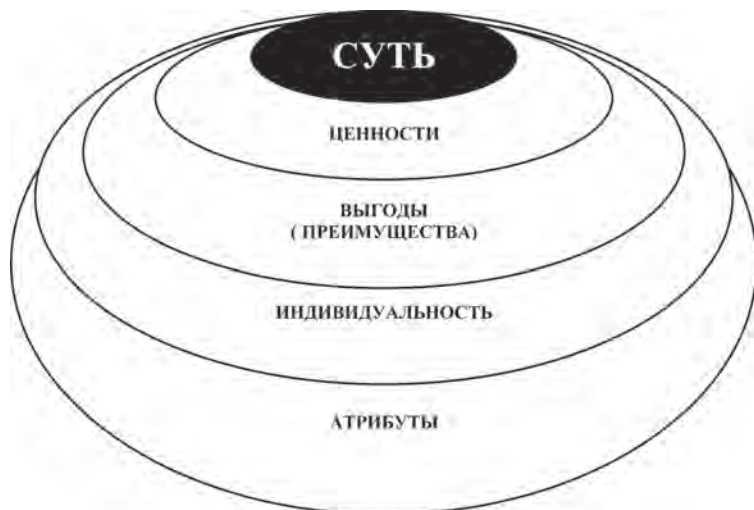 СУТЬ
ЦЕННОСТИ
ВЫГОДЫ
( ПРЕИМУЩЕСТВА)
ИНДИВИДУАЛЬНОСТЬ
АТРИБУТЫ